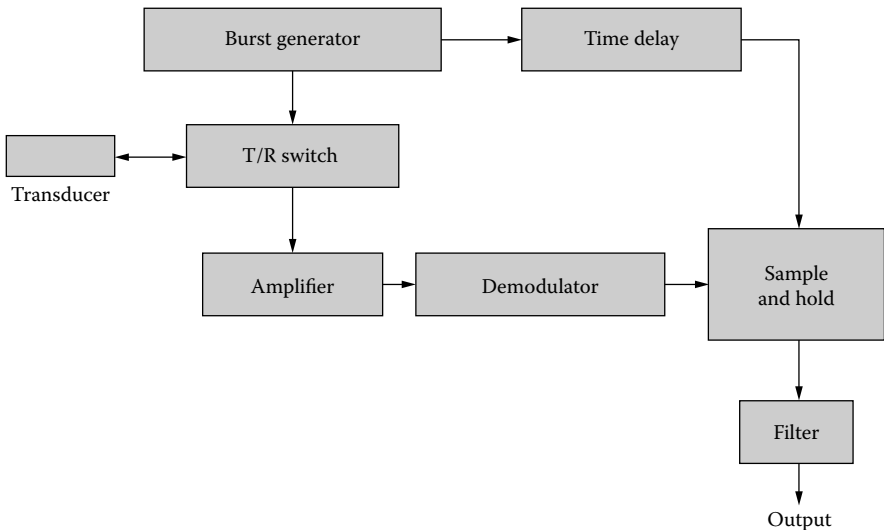 Burst generator
Time delay
T/R switch
Transducer
Amplifier
Demodulator
Sample
and hold
Filter
Output